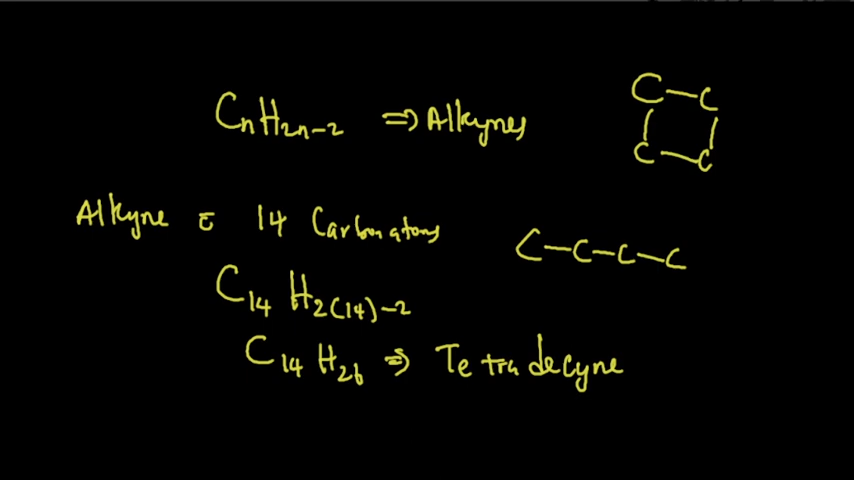 CnH2n-2 ⇒ Alkynes
C-C
C-C
Alkyne c̄ 14 Carbon atoms
C-C-C-C
C14 H2(14)-2
C14 H26 ⇒ Tetradecyne